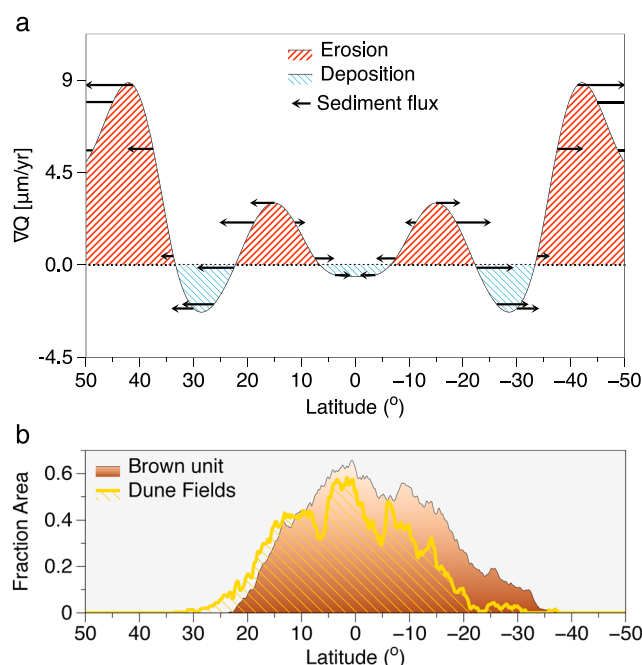 a
Erosion
Deposition
Sediment flux
∇Q [μm/yr]
9
4.5
0.0
-4.5
50 40 30 20 10 0 −10 −20 −30 −40 −50
Latitude (°)
b
Brown unit
Dune Fields
Fraction Area
0.6
0.4
0.2
0
50 40 30 20 10 0 −10 −20 −30 −40 −50
Latitude (°)